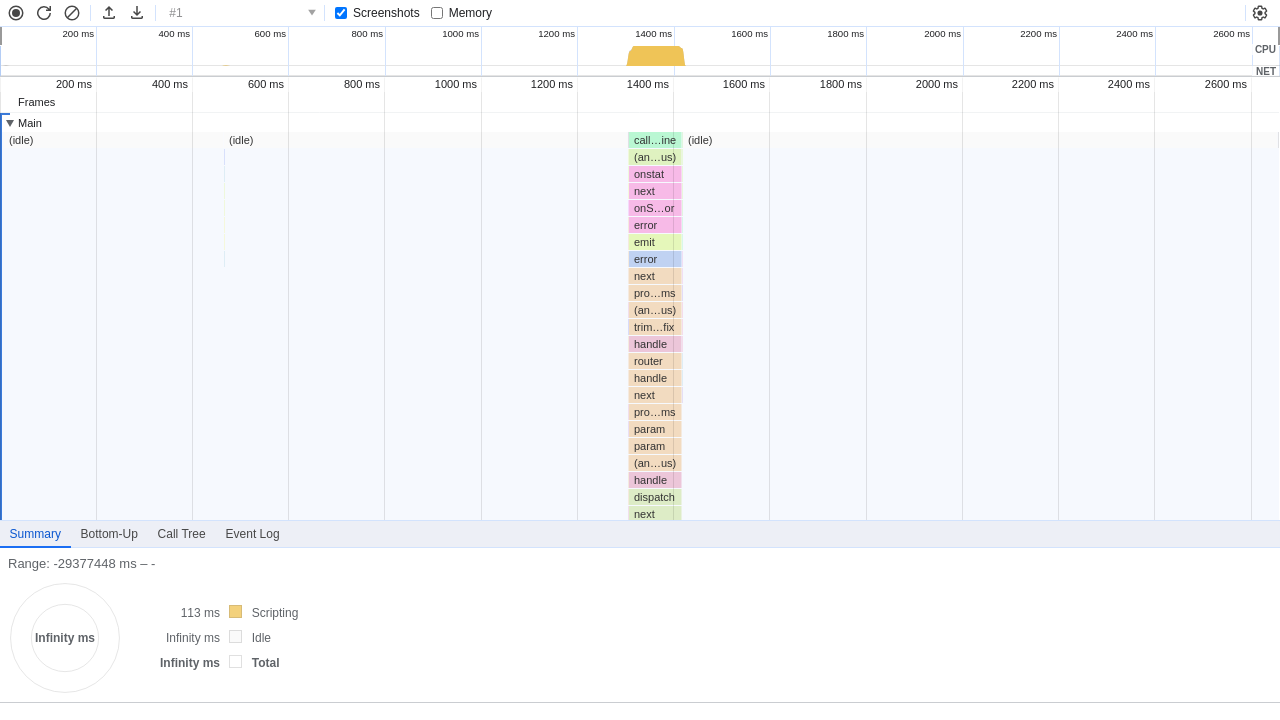 #1 Screenshots Memory
200 ms 400 ms 600 ms 800 ms 1000 ms 1200 ms 1400 ms 1600 ms 1800 ms 2000 ms 2200 ms 2400 ms 2600 ms
CPU
NET
200 ms 400 ms 600 ms 800 ms 1000 ms 1200 ms 1400 ms 1600 ms 1800 ms 2000 ms 2200 ms 2400 ms 2600 ms
Frames
Main
(idle) (idle) call…ine (idle)
(an…us)
onstat
next
onS…or
error
emit
error
next
pro…ms
(an…us)
trim…fix
handle
router
handle
next
pro…ms
param
param
(an…us)
handle
dispatch
next
Summary Bottom-Up Call Tree Event Log
Range: -29377448 ms – -
Infinity ms
113 ms Scripting
Infinity ms Idle
Infinity ms Total